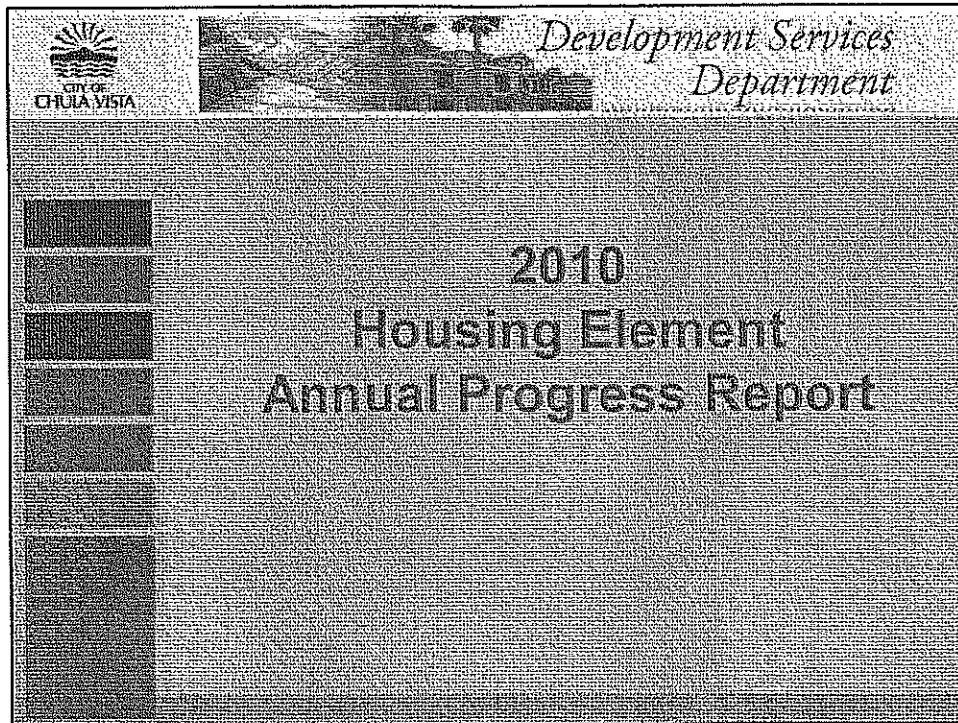 CITY OF
CHULA VISTA
Development Services
Department
2010
Housing Element
Annual Progress Report